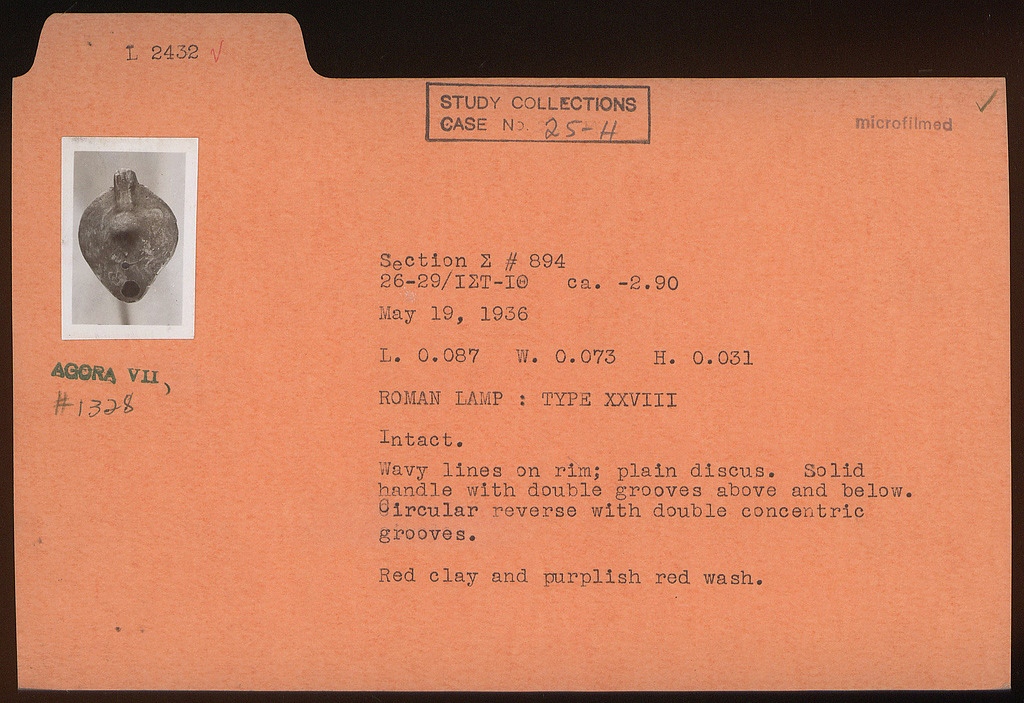 L 2432 ✓
STUDY COLLECTIONS
CASE No. 25-H
microfilmed
✓
Section Σ # 894
26-29/ΙΣΤ-ΙΘ ca. -2.90
May 19, 1936
L. 0.087 W. 0.073 H. 0.031
AGORA VII,
#1328
ROMAN LAMP : TYPE XXVIII
Intact.
Wavy lines on rim; plain discus. Solid
handle with double grooves above and below.
Circular reverse with double concentric
grooves.
Red clay and purplish red wash.